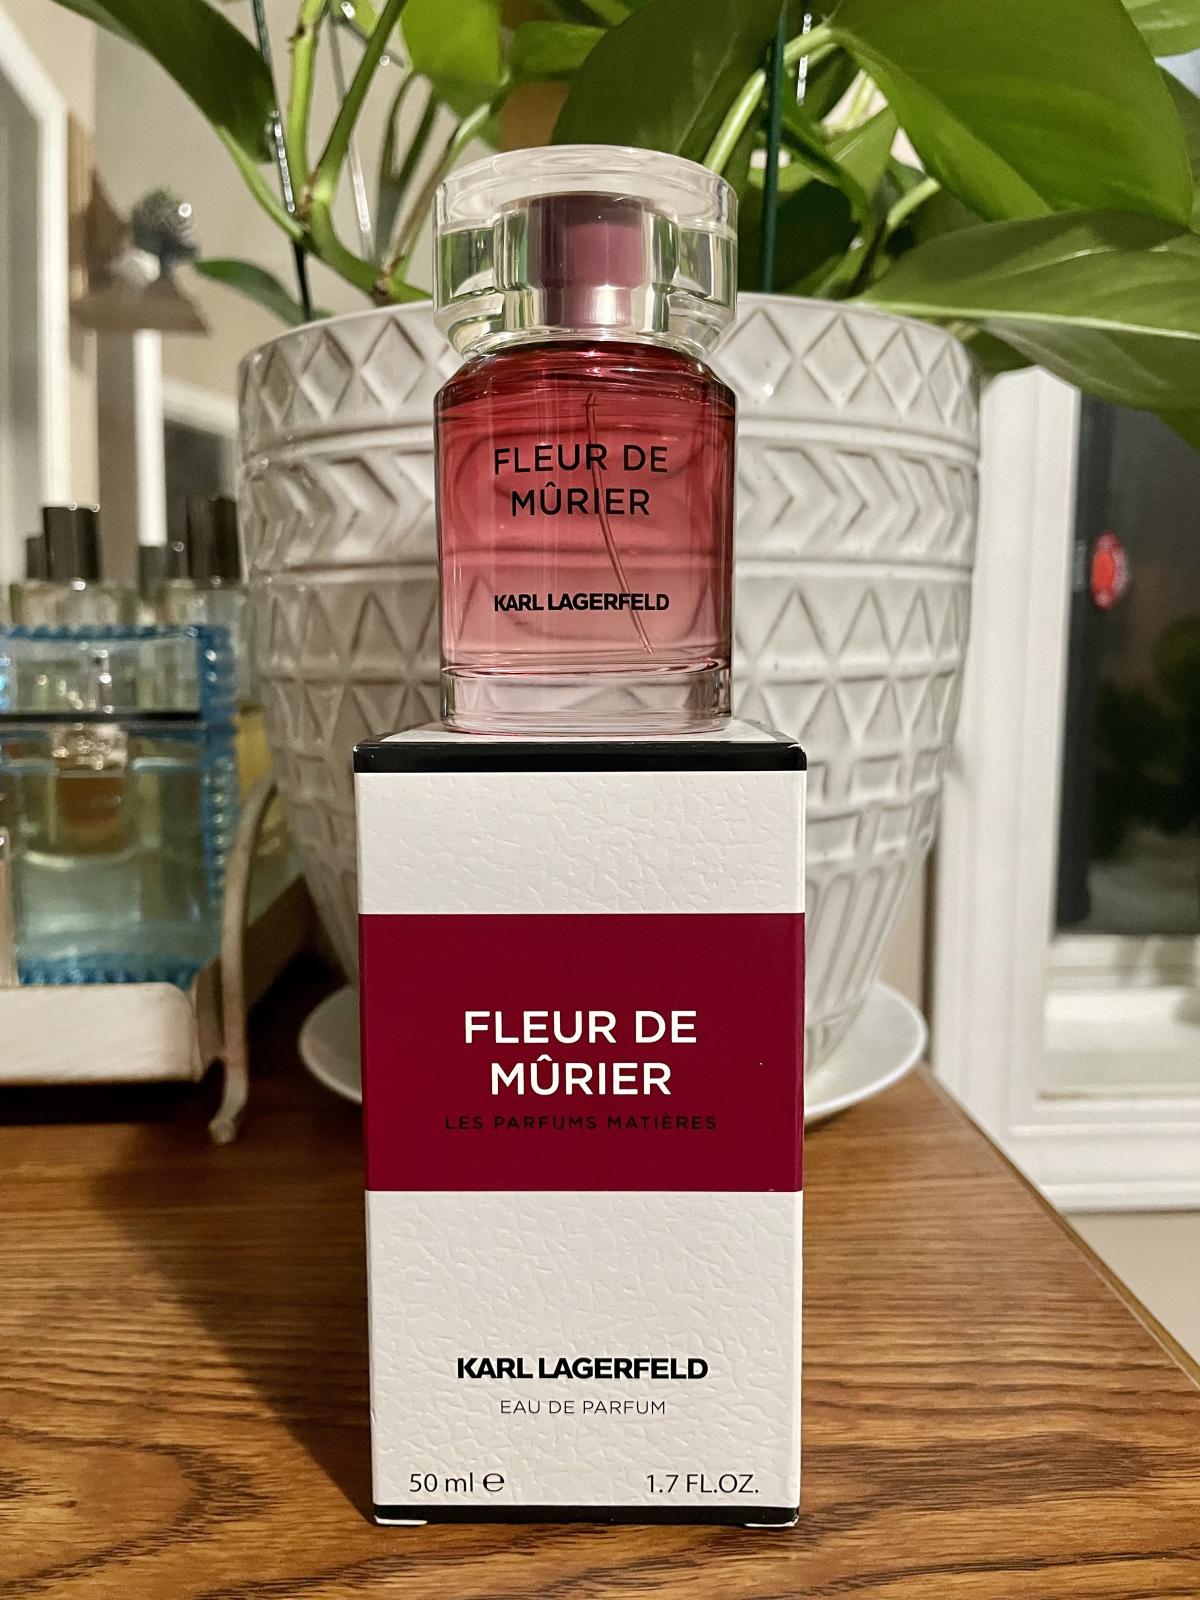 FLEUR DE
MÛRIER
KARL LAGERFELD
FLEUR DE
MÛRIER
LES PARFUMS MATIÈRES
KARL LAGERFELD
EAU DE PARFUM
50 ml ℮ 1.7 FL.OZ.